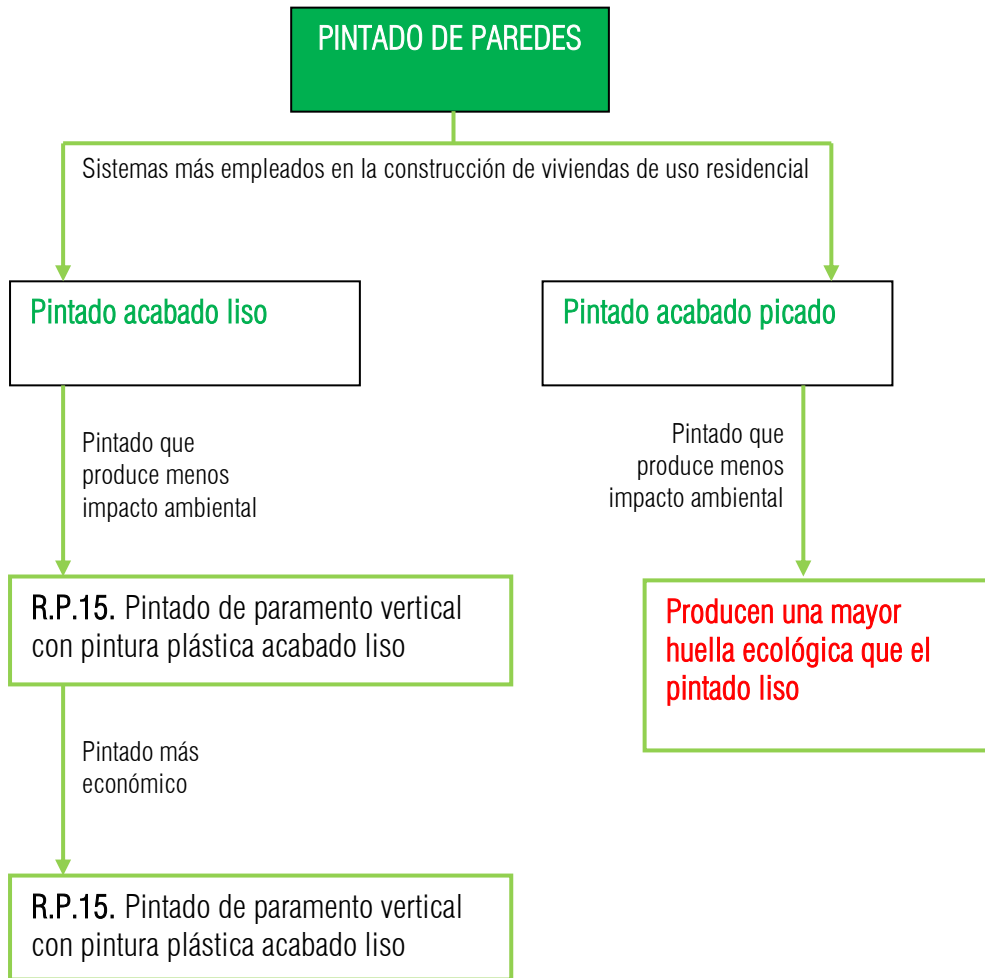 PINTADO DE PAREDES
Sistemas más empleados en la construcción de viviendas de uso residencial
Pintado acabado liso
Pintado acabado picado
Pintado que
produce menos
impacto ambiental
Pintado que
produce menos
impacto ambiental
R.P.15. Pintado de paramento vertical
con pintura plástica acabado liso
Producen una mayor
huella ecológica que el
pintado liso
Pintado más
económico
R.P.15. Pintado de paramento vertical
con pintura plástica acabado liso